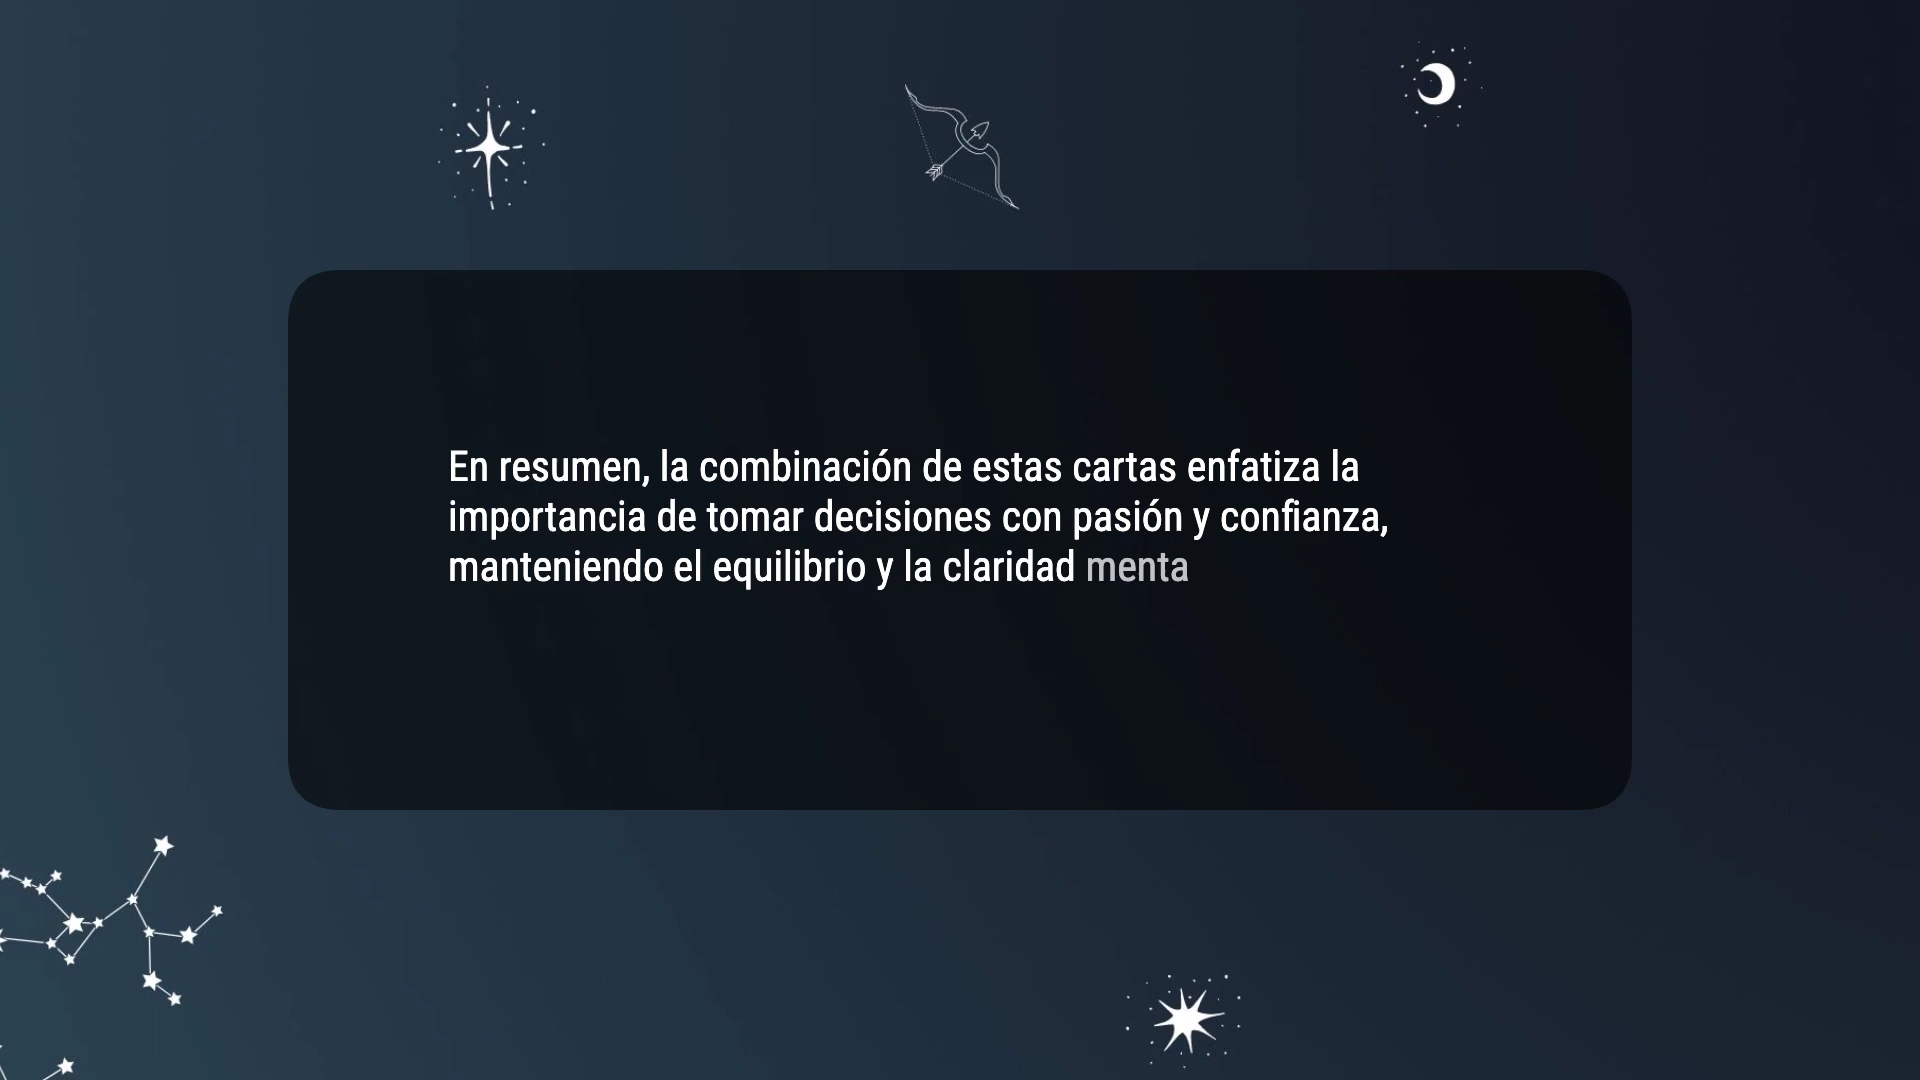 En resumen, la combinación de estas cartas enfatiza la
importancia de tomar decisiones con pasión y confianza,
manteniendo el equilibrio y la claridad menta